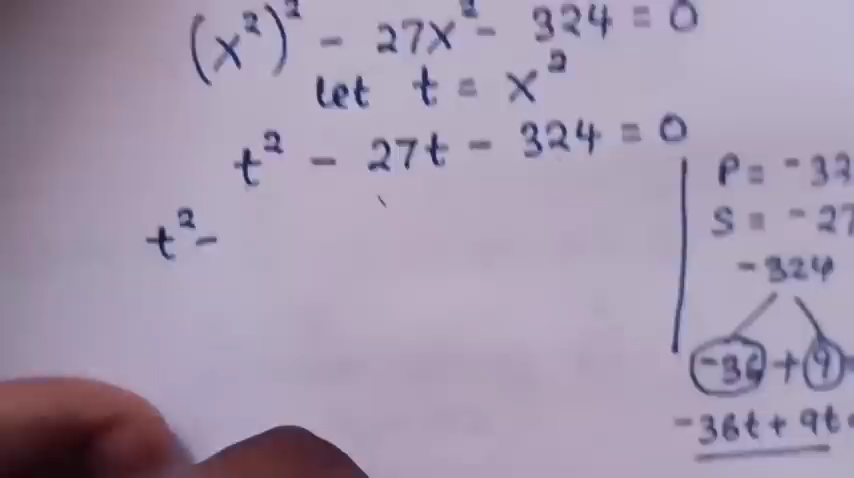 (x²)² - 27x² - 324 = 0
let t = x²
t² - 27t - 324 = 0
t² -
P = -32
S = -27
-324
-36 + 9 =
-36t + 9t